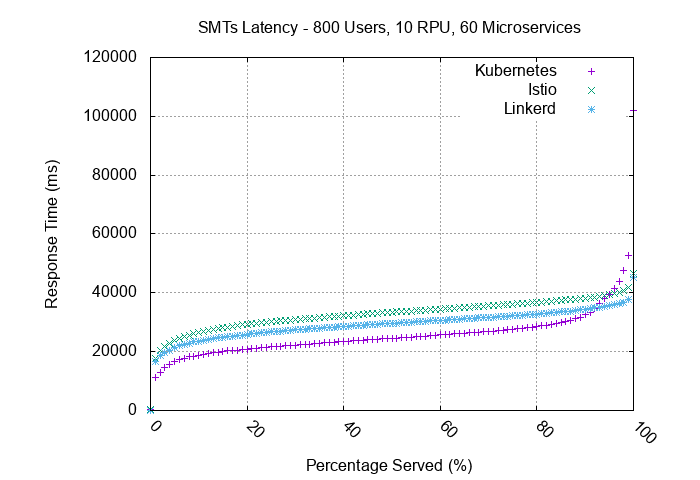 SMTs Latency - 800 Users, 10 RPU, 60 Microservices
120000
100000
80000
60000
40000
20000
0
Response Time (ms)
Kubernetes
Istio
Linkerd
0
20
40
60
80
100
Percentage Served (%)